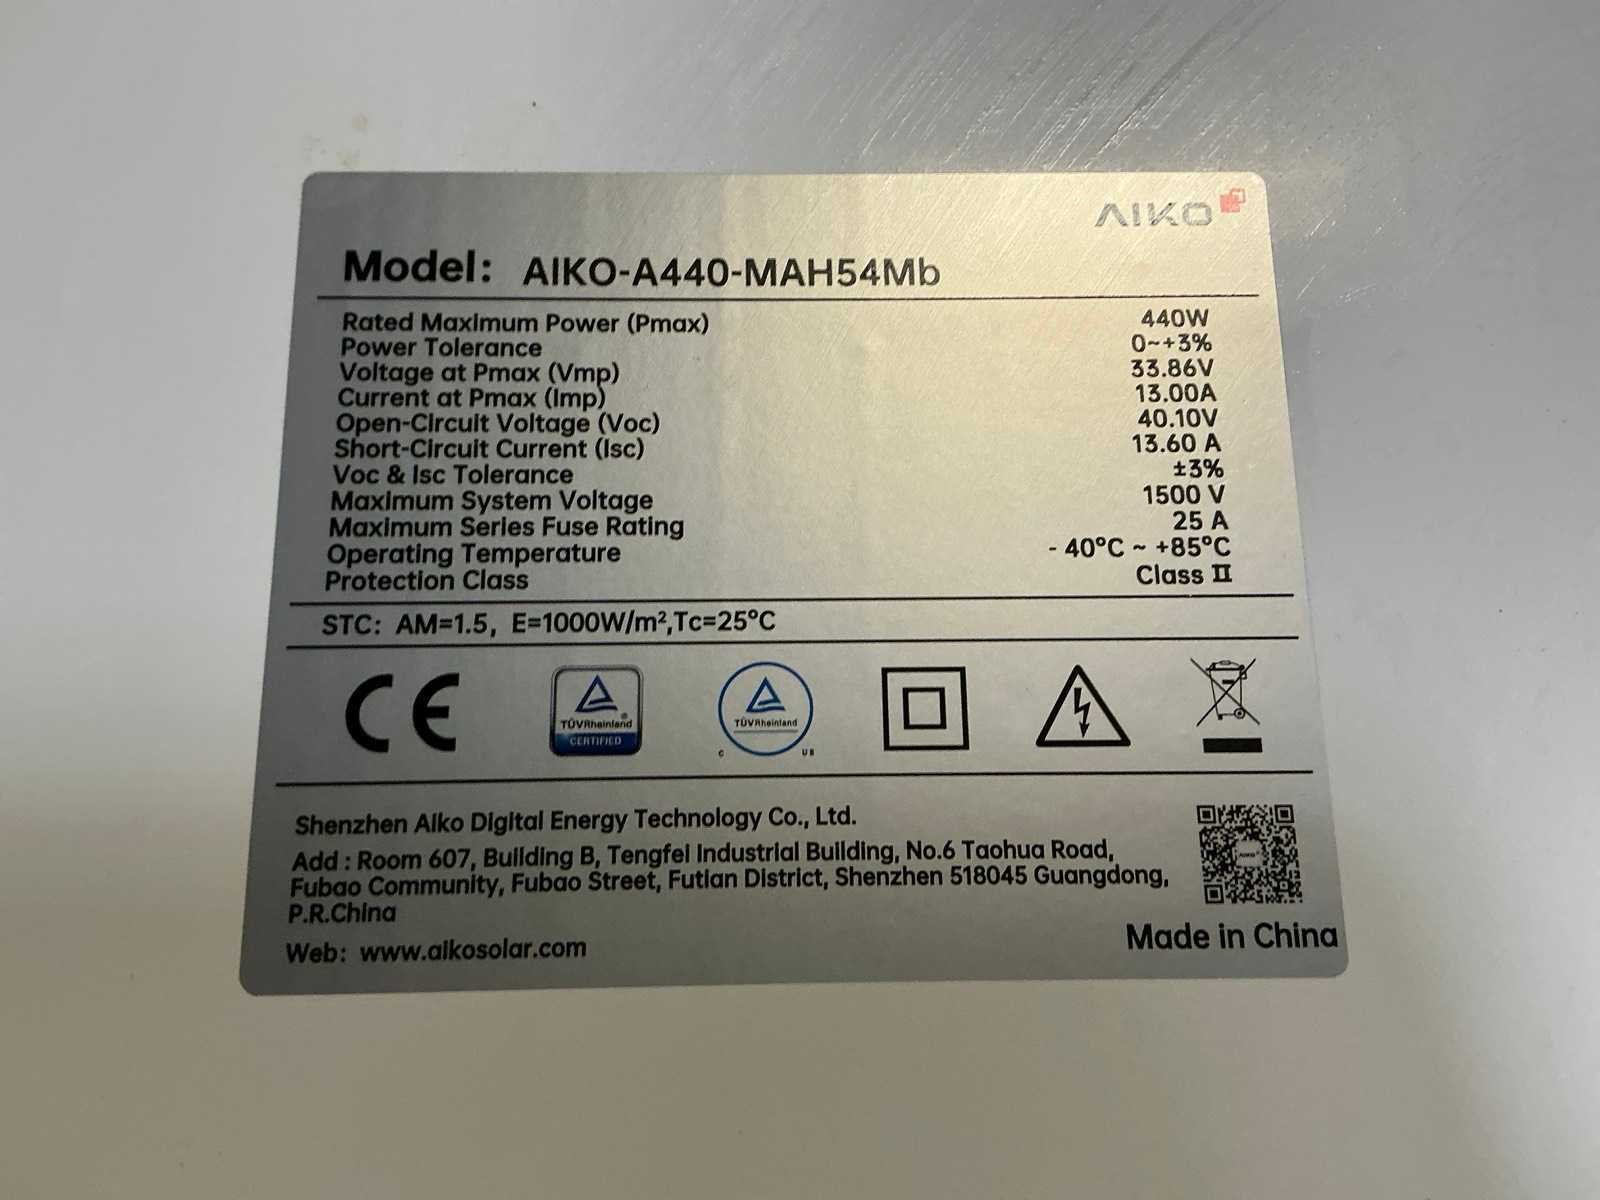 AIKO
Model: AIKO-A440-MAH54Mb
Rated Maximum Power (Pmax) 440W
Power Tolerance 0~+3%
Voltage at Pmax (Vmp) 33.86V
Current at Pmax (Imp) 13.00A
Open-Circuit Voltage (Voc) 40.10V
Short-Circuit Current (Isc) 13.60 A
Voc & Isc Tolerance ±3%
Maximum System Voltage 1500 V
Maximum Series Fuse Rating 25 A
Operating Temperature - 40°C ~ +85°C
Protection Class Class II
STC: AM=1.5, E=1000W/m²,Tc=25°C
CE
TÜVRheinland®
CERTIFIED
TÜVRheinland
C US
Shenzhen Aiko Digital Energy Technology Co., Ltd.
Add : Room 607, Building B, Tengfei Industrial Building, No.6 Taohua Road,
Fubao Community, Fubao Street, Futian District, Shenzhen 518045 Guangdong,
P.R.China
Web: www.aikosolar.com
Made in China